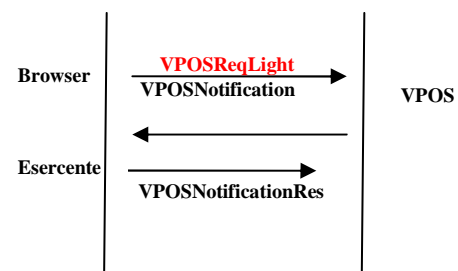 VPOSReqLight
Browser
VPOSNotification
VPOS
Esercente
VPOSNotificationRes